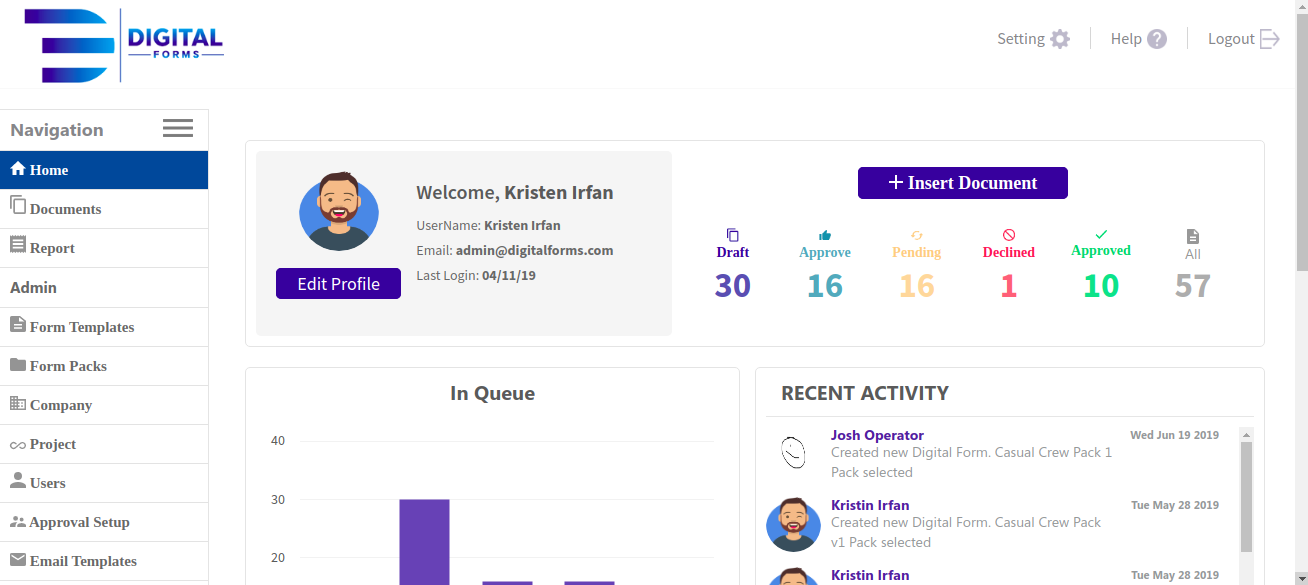 DIGITAL
FORMS
Setting
Help
Logout
Navigation
Home
Documents
Report
Admin
Form Templates
Form Packs
Company
Project
Users
Approval Setup
Email Templates
Welcome, Kristen Irfan
UserName: Kristen Irfan
Email: admin@digitalforms.com
Last Login: 04/11/19
Edit Profile
+ Insert Document
Draft
30
Approve
16
Pending
16
Declined
1
Approved
10
All
57
In Queue
40
30
20
RECENT ACTIVITY
Josh Operator Wed Jun 19 2019
Created new Digital Form. Casual Crew Pack 1
Pack selected
Kristin Irfan Tue May 28 2019
Created new Digital Form. Casual Crew Pack
v1 Pack selected
Kristin Irfan Tue May 28 2019